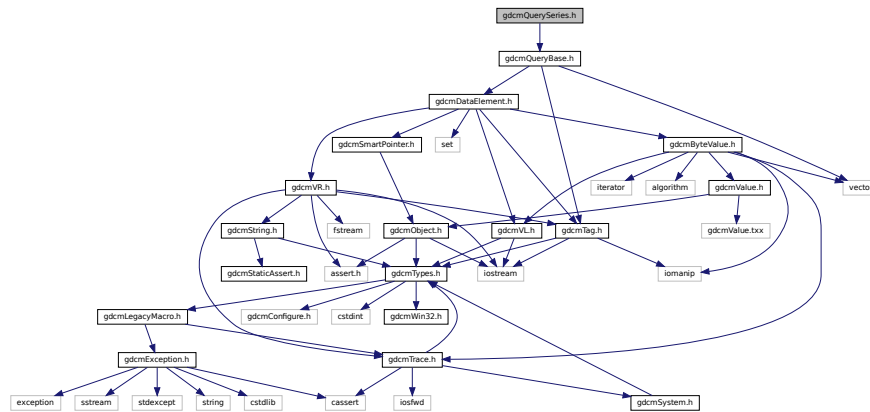 gdcmQuerySeries.h
gdcmQueryBase.h
gdcmDataElement.h
gdcmSmartPointer.h
set
gdcmByteValue.h
gdcmVR.h
iterator
algorithm
gdcmValue.h
vecto
gdcmString.h
fstream
gdcmObject.h
gdcmVL.h
gdcmTag.h
gdcmValue.txx
gdcmStaticAssert.h
assert.h
gdcmTypes.h
iostream
iomanip
gdcmLegacyMacro.h
gdcmConfigure.h
cstdint
gdcmWin32.h
gdcmException.h
gdcmTrace.h
exception
sstream
stdexcept
string
cstdlib
cassert
iosfwd
gdcmSystem.h